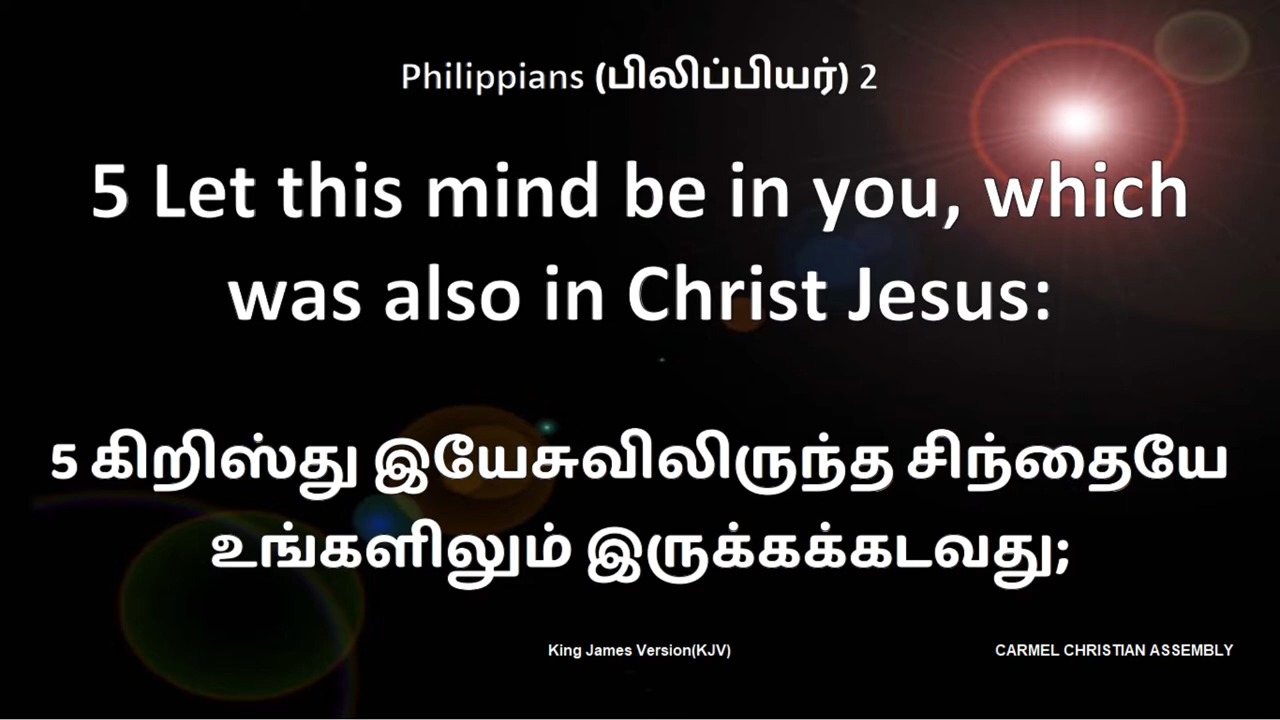 Philippians (பிலிப்பியர்) 2
5 Let this mind be in you, which
was also in Christ Jesus:
5 கிறிஸ்து இயேசுவிலிருந்த சிந்தையே
உங்களிலும் இருக்கக்கடவது;
King James Version(KJV)
CARMEL CHRISTIAN ASSEMBLY